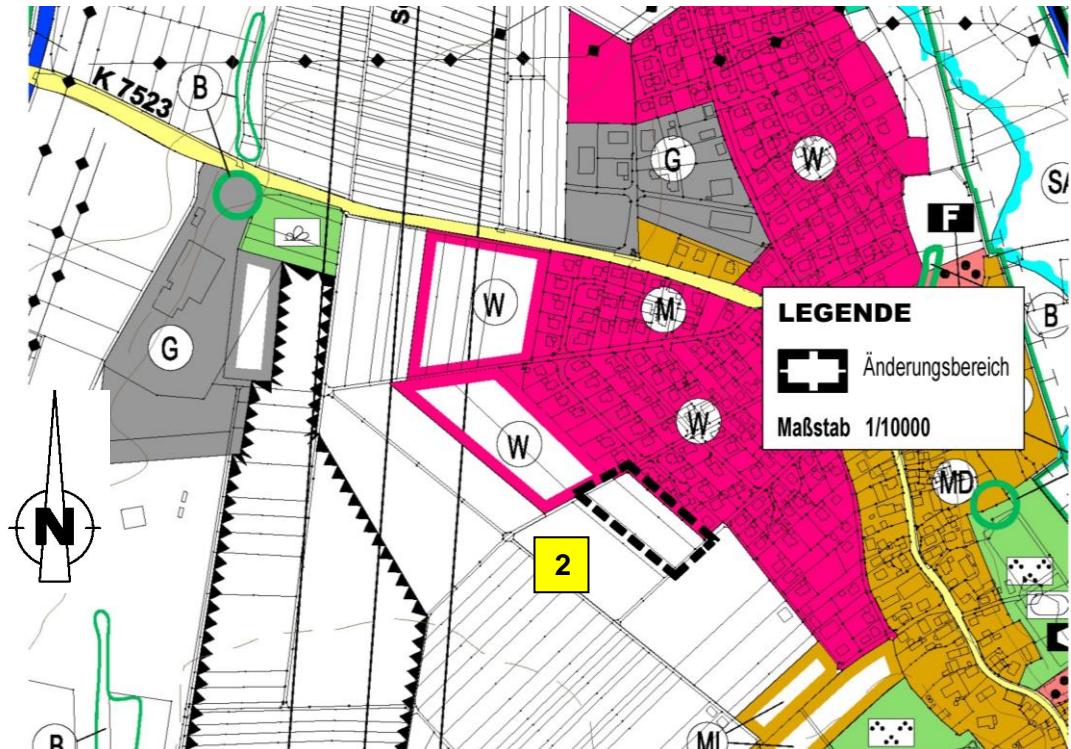 S
K 7523
B
G
W
F
SA
W
M
LEGENDE
Änderungsbereich
Maßstab 1/10000
B
G
W
W
MD
N
2
B
MI